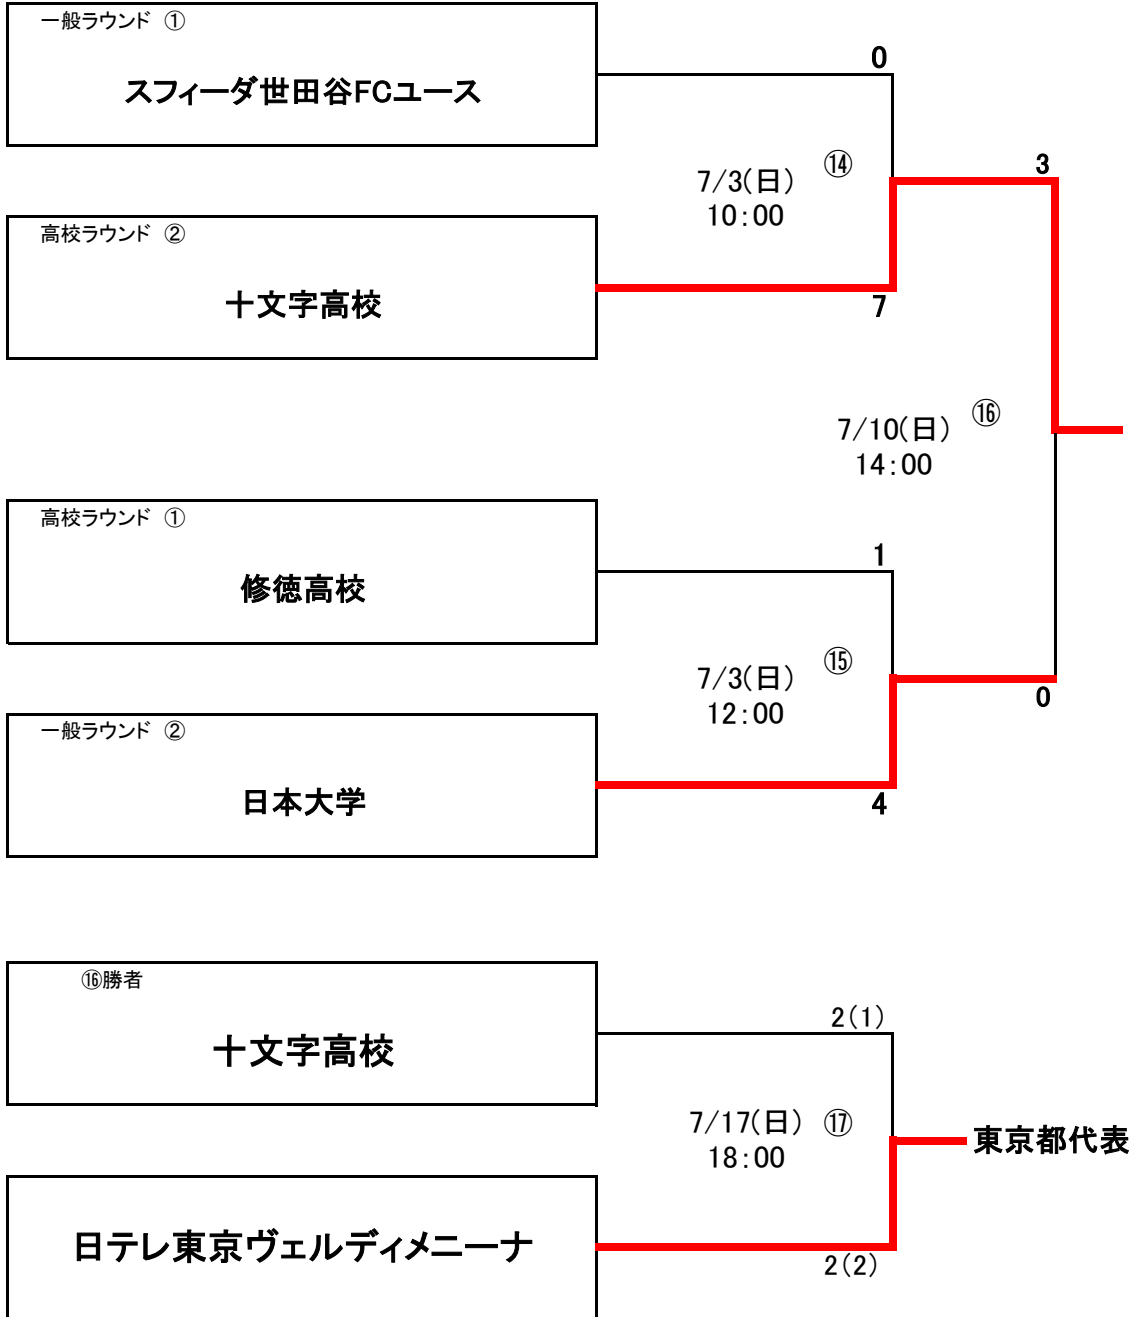 一般ラウンド ①
スフィーダ世田谷FCユース
0
7/3(日) ⑭
10:00
3
高校ラウンド ②
十文字高校
7
7/10(日) ⑯
14:00
高校ラウンド ①
修徳高校
1
7/3(日) ⑮
12:00
0
一般ラウンド ②
日本大学
4
⑯勝者
十文字高校
2(1)
7/17(日) ⑰
18:00
東京都代表
日テレ東京ヴェルディメニーナ
2(2)